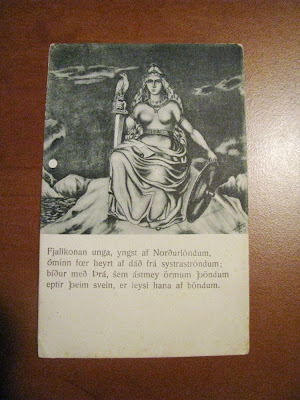 Fjallkonan unga, yngst af Norðurlöndum,
óminn fœr heyrt af dáð frá systraströndum;
bíður með Þrá, sem ástmey örmum þöndum
eptir Þeim svein, er leysi hana af böndum.